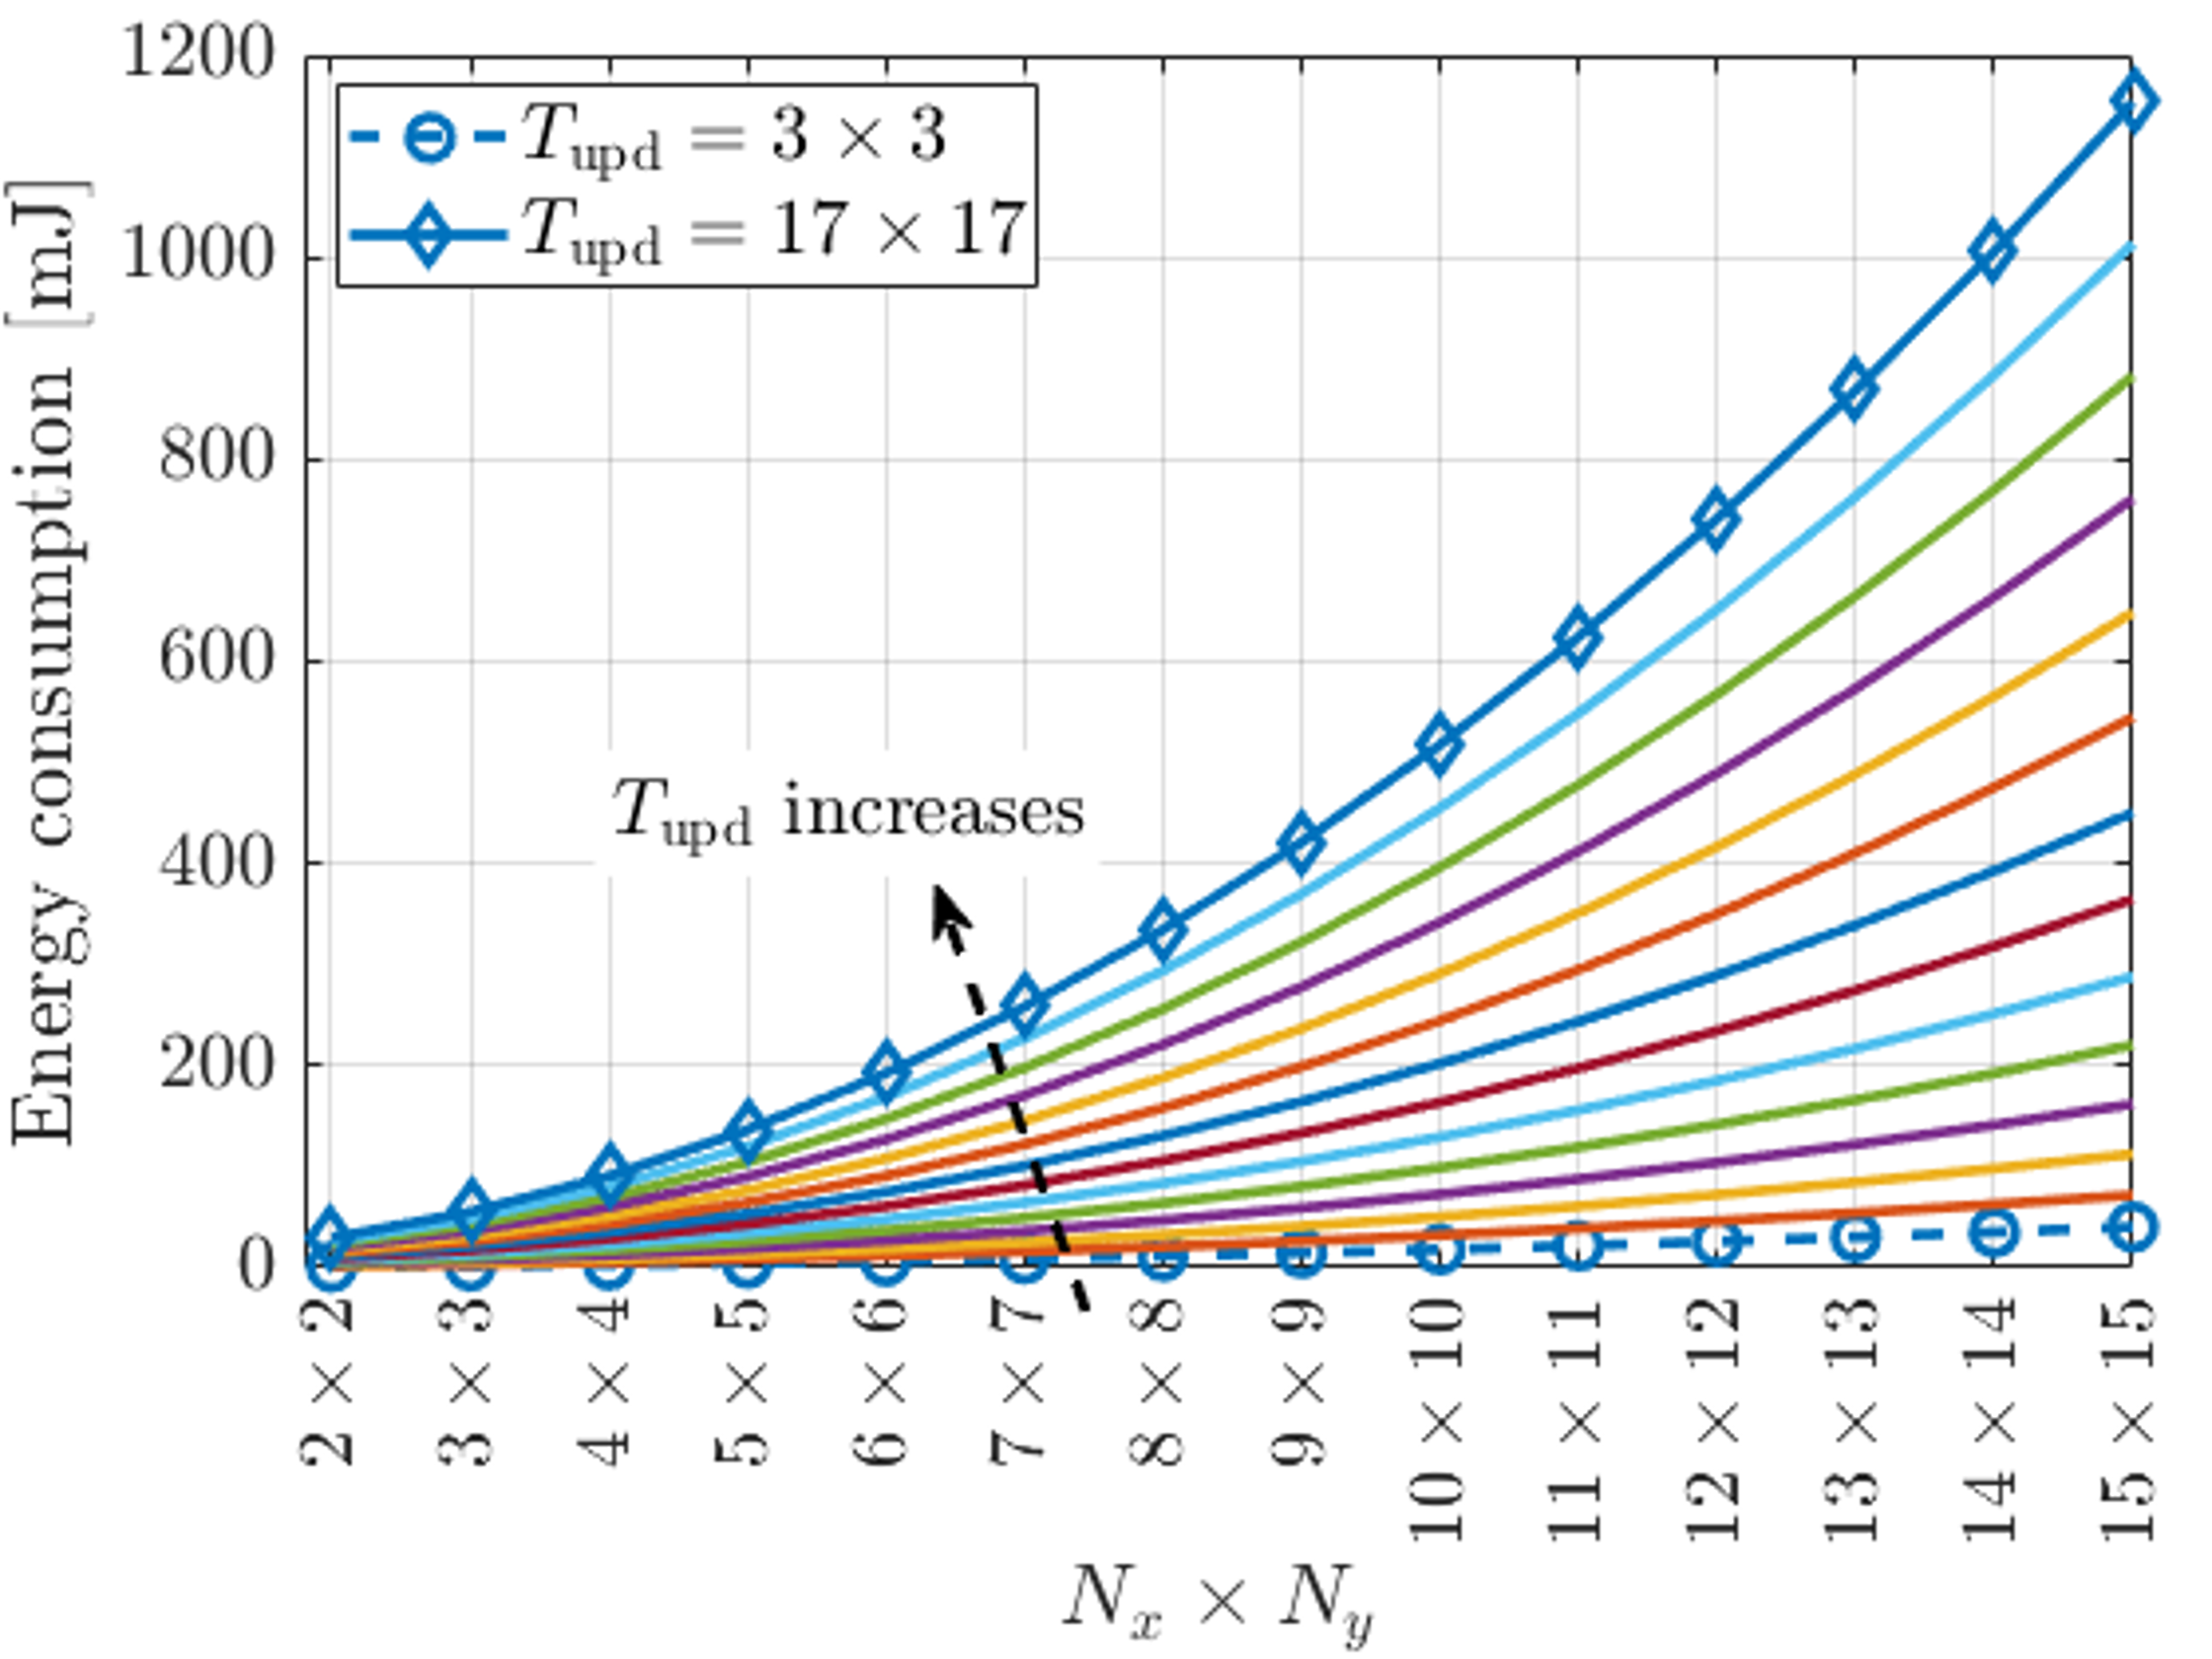 1200
1000
800
600
400
200
0
Energy consumption [mJ]
T_upd = 3 × 3
T_upd = 17 × 17
T_upd increases
2 × 2
3 × 3
4 × 4
5 × 5
6 × 6
7 × 7
8 × 8
9 × 9
10 × 10
11 × 11
12 × 12
13 × 13
14 × 14
15 × 15
N_x × N_y